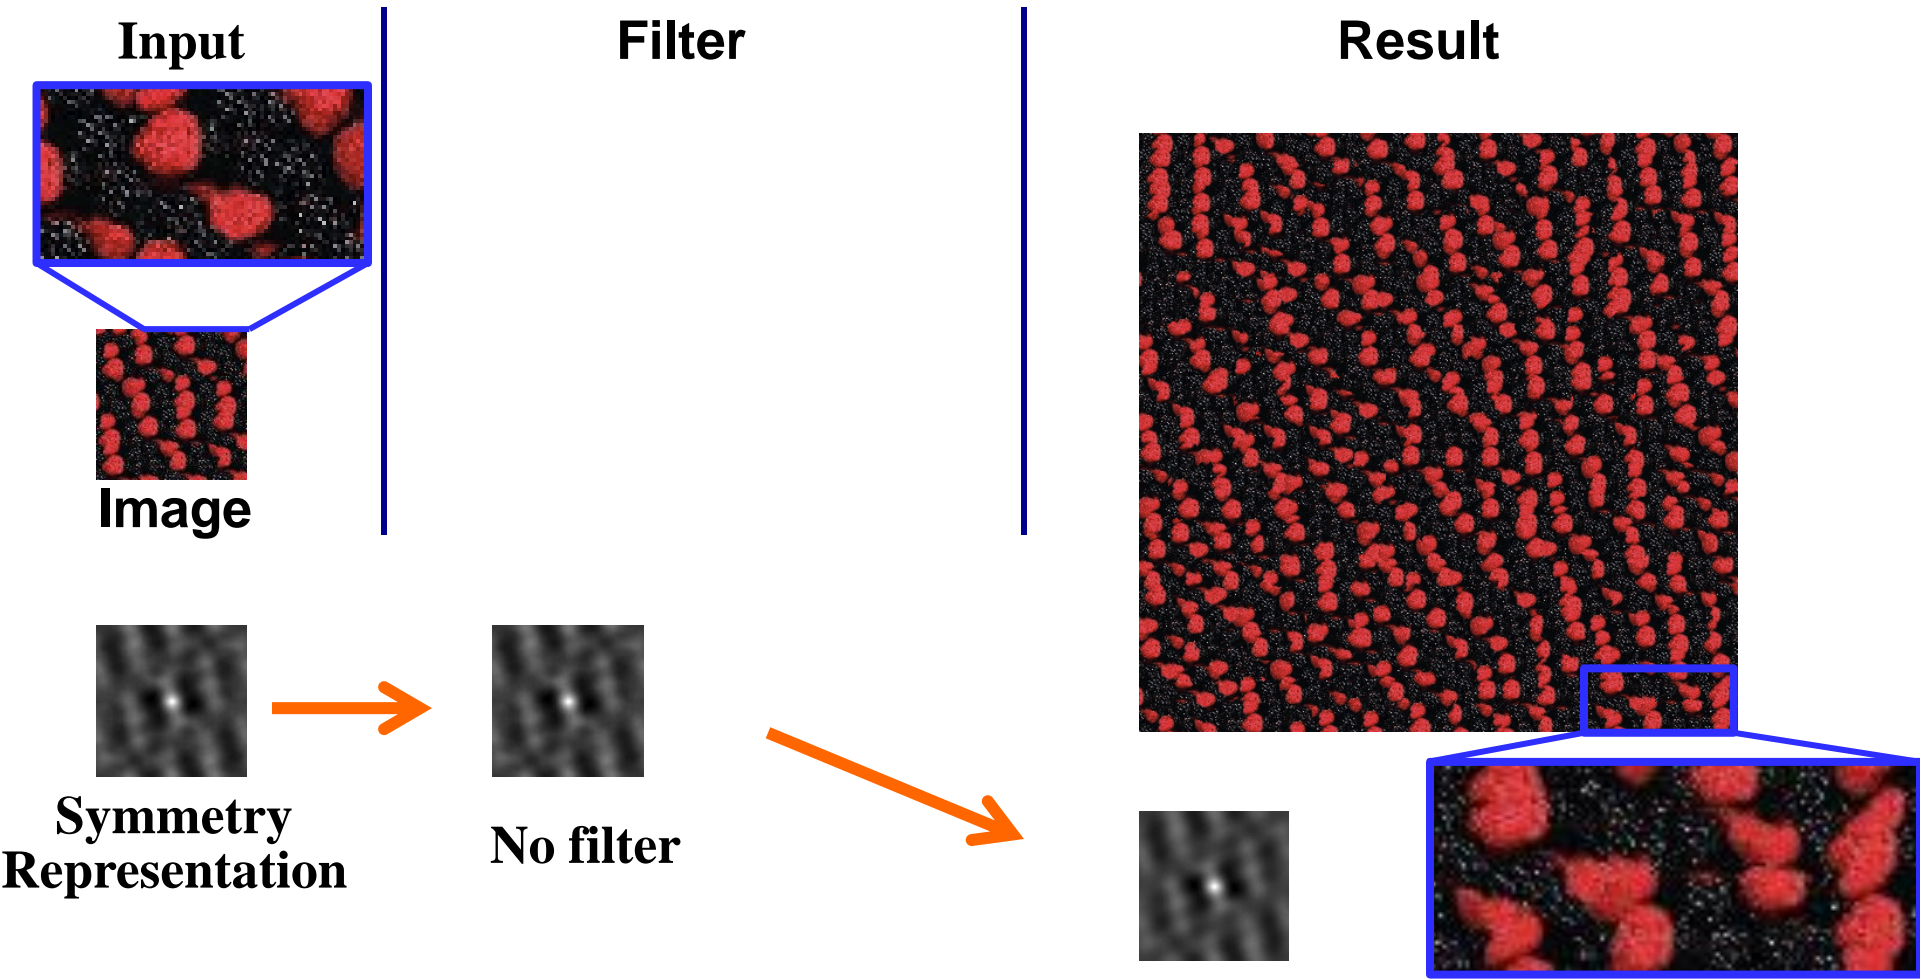 Input
Filter
Result
Image
Symmetry
Representation
No filter